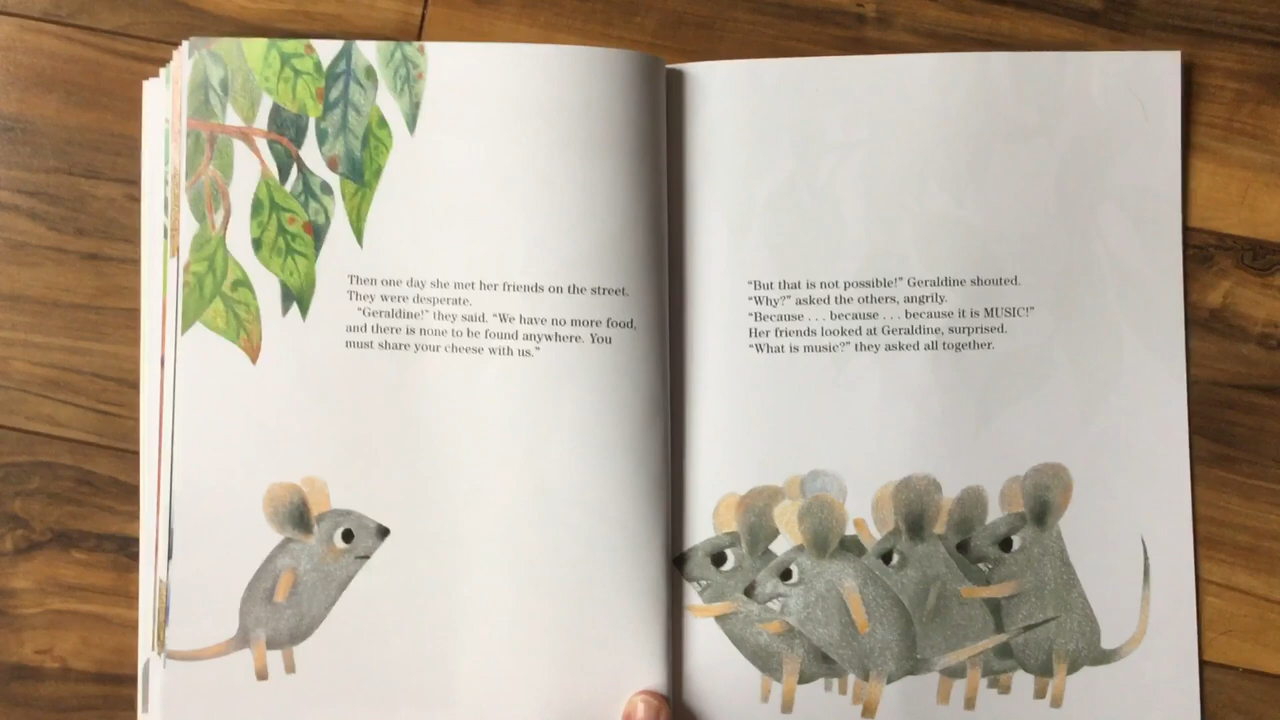 Then one day she met her friends on the street.
They were desperate.
“Geraldine!” they said. “We have no more food,
and there is none to be found anywhere. You
must share your cheese with us.”
“But that is not possible!” Geraldine shouted.
“Why?” asked the others, angrily.
“Because . . . because . . . because it is MUSIC!”
Her friends looked at Geraldine, surprised.
“What is music?” they asked all together.